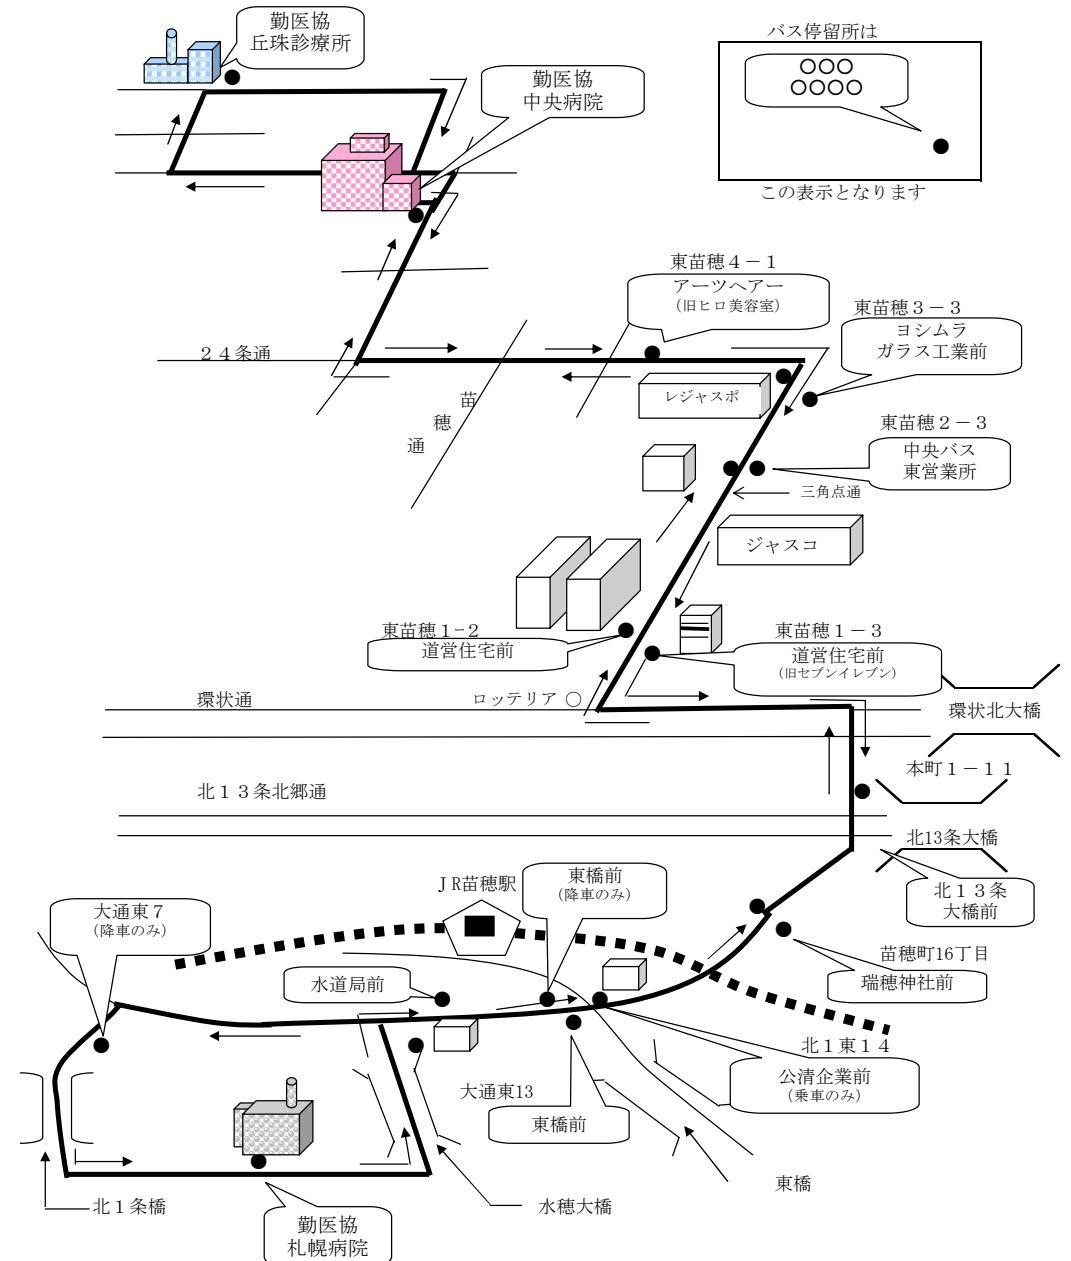 勤医協
丘珠診療所
バス停留所は
○○○
○○○○
この表示となります
勤医協
中央病院
東苗穂４－１
アーツヘアー
（旧ヒロ美容室）
東苗穂３－３
ヨシムラ
ガラス工業前
２４条通
苗
穂
通
レジャスポ
東苗穂２－３
中央バス
東営業所
三角点通
ジャスコ
東苗穂1－2
道営住宅前
東苗穂１－３
道営住宅前
（旧セブンイレブン）
環状通
ロッテリア ○
環状北大橋
本町１－１１
北１３条北郷通
北13条大橋
北１３条
大橋前
ＪR苗穂駅
東橋前
（降車のみ）
大通東７
（降車のみ）
水道局前
苗穂町16丁目
瑞穂神社前
北１東１４
公清企業前
（乗車のみ）
大通東13
東橋前
東橋
北１条橋
水穂大橋
勤医協
札幌病院